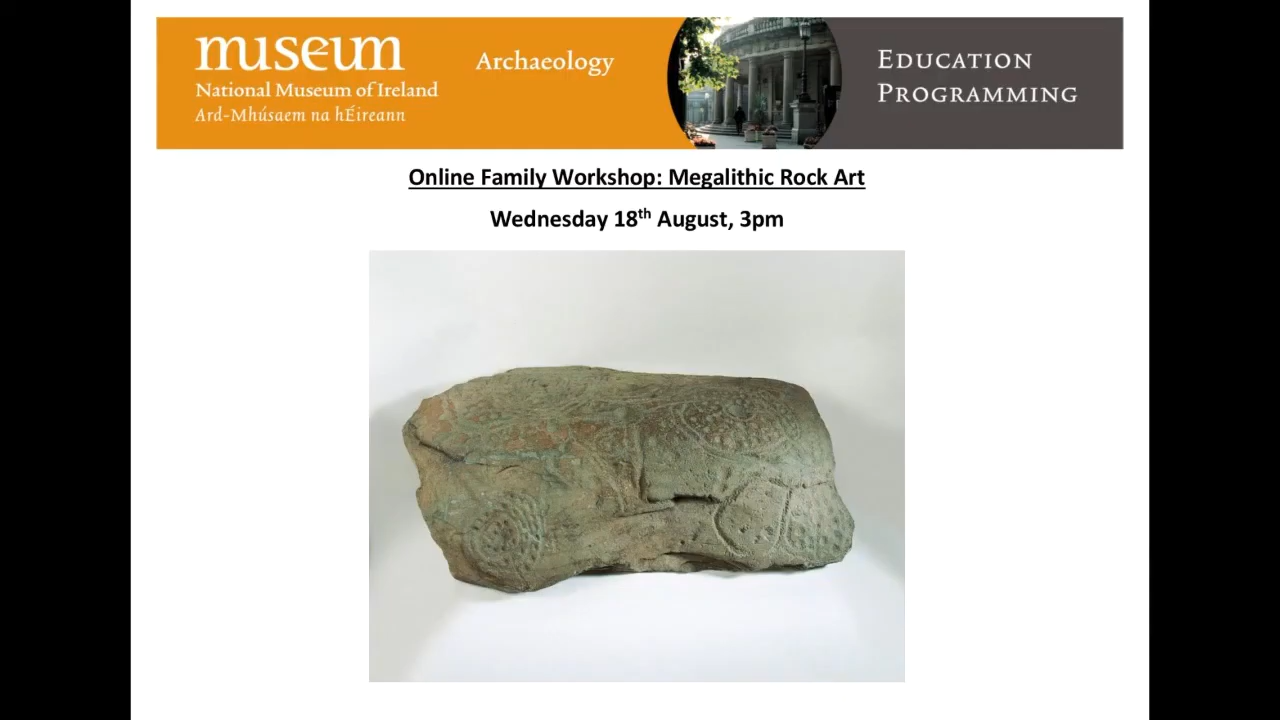 museum
National Museum of Ireland
Ard-Mhúsaem na hÉireann
Archaeology
EDUCATION
PROGRAMMING
Online Family Workshop: Megalithic Rock Art
Wednesday 18th August, 3pm